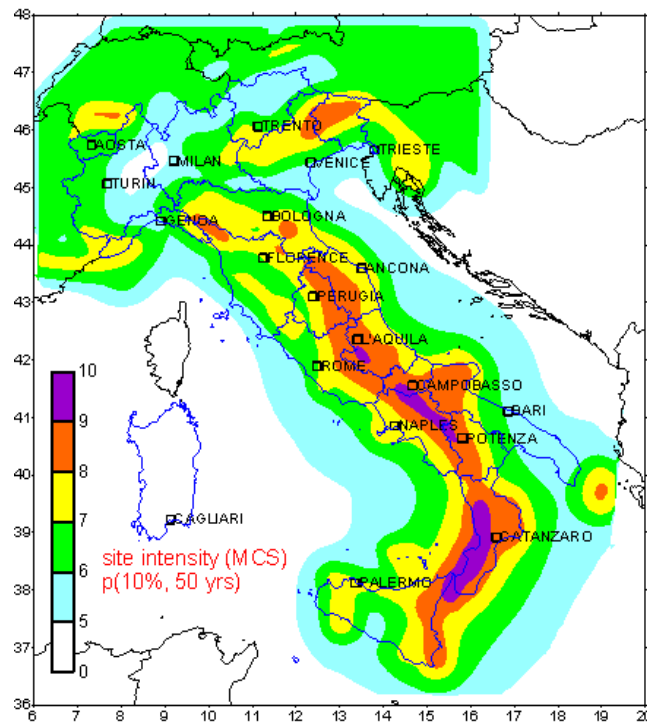 48
47
46
45
44
43
42
41
40
39
38
37
36
TRENTO
AOSTA
MILAN
VENICE
TRIESTE
TURIN
GENOA
BOLOGNA
FLORENCE
ANCONA
PERUGIA
L'AQUILA
ROME
CAMPOBASSO
BARI
NAPLES
POTENZA
CAGLIARI
CATANZARO
PALERMO
10
9
8
7
6
5
0
site intensity (MCS)
p(10%, 50 yrs)
6 7 8 9 10 11 12 13 14 15 16 17 18 19 20